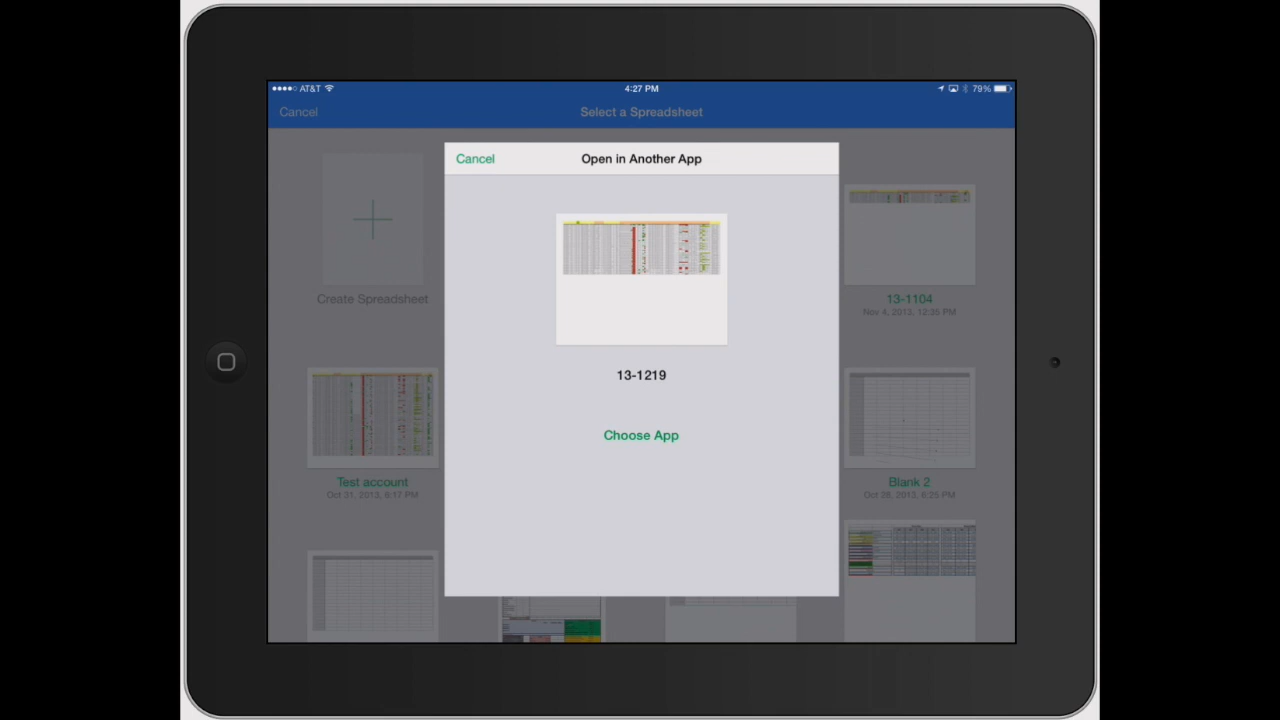 AT&T
4:27 PM
79%
Cancel
Select a Spreadsheet
Cancel
Open in Another App
Create Spreadsheet
13-1104
Nov 4, 2013, 12:35 PM
13-1219
Choose App
Test account
Oct 31, 2013, 6:17 PM
Blank 2
Oct 28, 2013, 6:25 PM